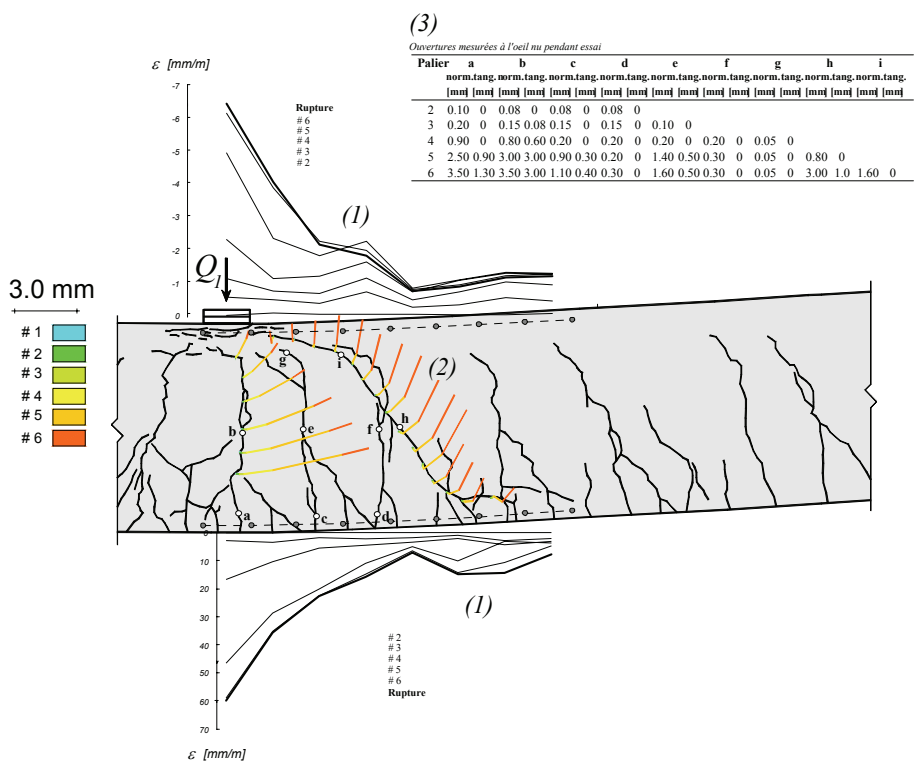 (3)
Ouvertures mesurées à l'oeil nu pendant essai
Palier a b c d e f g h i
norm.tang. norm.tang. norm.tang. norm.tang. norm.tang. norm.tang. norm.tang. norm.tang. norm.tang.
[mm] [mm] [mm] [mm] [mm] [mm] [mm] [mm] [mm] [mm] [mm] [mm] [mm] [mm] [mm] [mm] [mm] [mm]
2 0.10 0 0.08 0 0.08 0 0.08 0
3 0.20 0 0.15 0.08 0.15 0 0.15 0 0.10 0
4 0.90 0 0.80 0.60 0.20 0 0.20 0 0.20 0 0.20 0 0.05 0
5 2.50 0.90 3.00 3.00 0.90 0.30 0.20 0 1.40 0.50 0.30 0 0.05 0 0.80 0
6 3.50 1.30 3.50 3.00 1.10 0.40 0.30 0 1.60 0.50 0.30 0 0.05 0 3.00 1.0 1.60 0
ε [mm/m]
-7
-6
-5
-4
-3
-2
-1
0
Rupture
# 6
# 5
# 4
# 3
# 2
(1)
Q1
3.0 mm
# 1
# 2
# 3
# 4
# 5
# 6
g
i
(2)
b
e
f
h
a
c
d
0
10
20
30
40
50
60
70
(1)
# 2
# 3
# 4
# 5
# 6
Rupture
ε [mm/m]